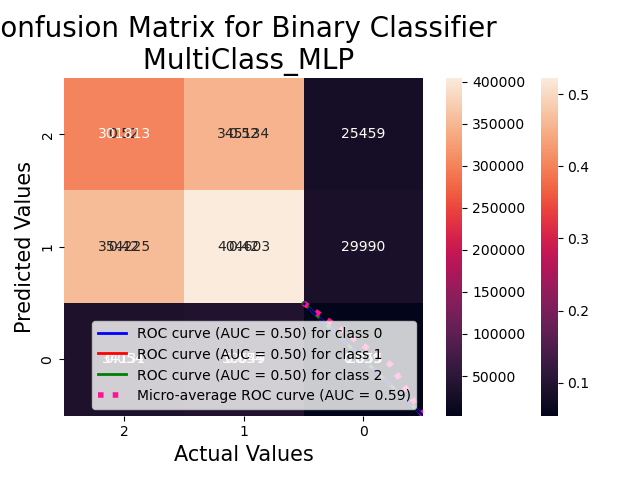 onfusion Matrix for Binary Classifier
MultiClass_MLP
Predicted Values
2
1
0
25459
29990
ROC curve (AUC = 0.50) for class 0
ROC curve (AUC = 0.50) for class 1
ROC curve (AUC = 0.50) for class 2
Micro-average ROC curve (AUC = 0.59)
2
1
0
Actual Values
400000
350000
300000
250000
200000
150000
100000
50000
0.5
0.4
0.3
0.2
0.1